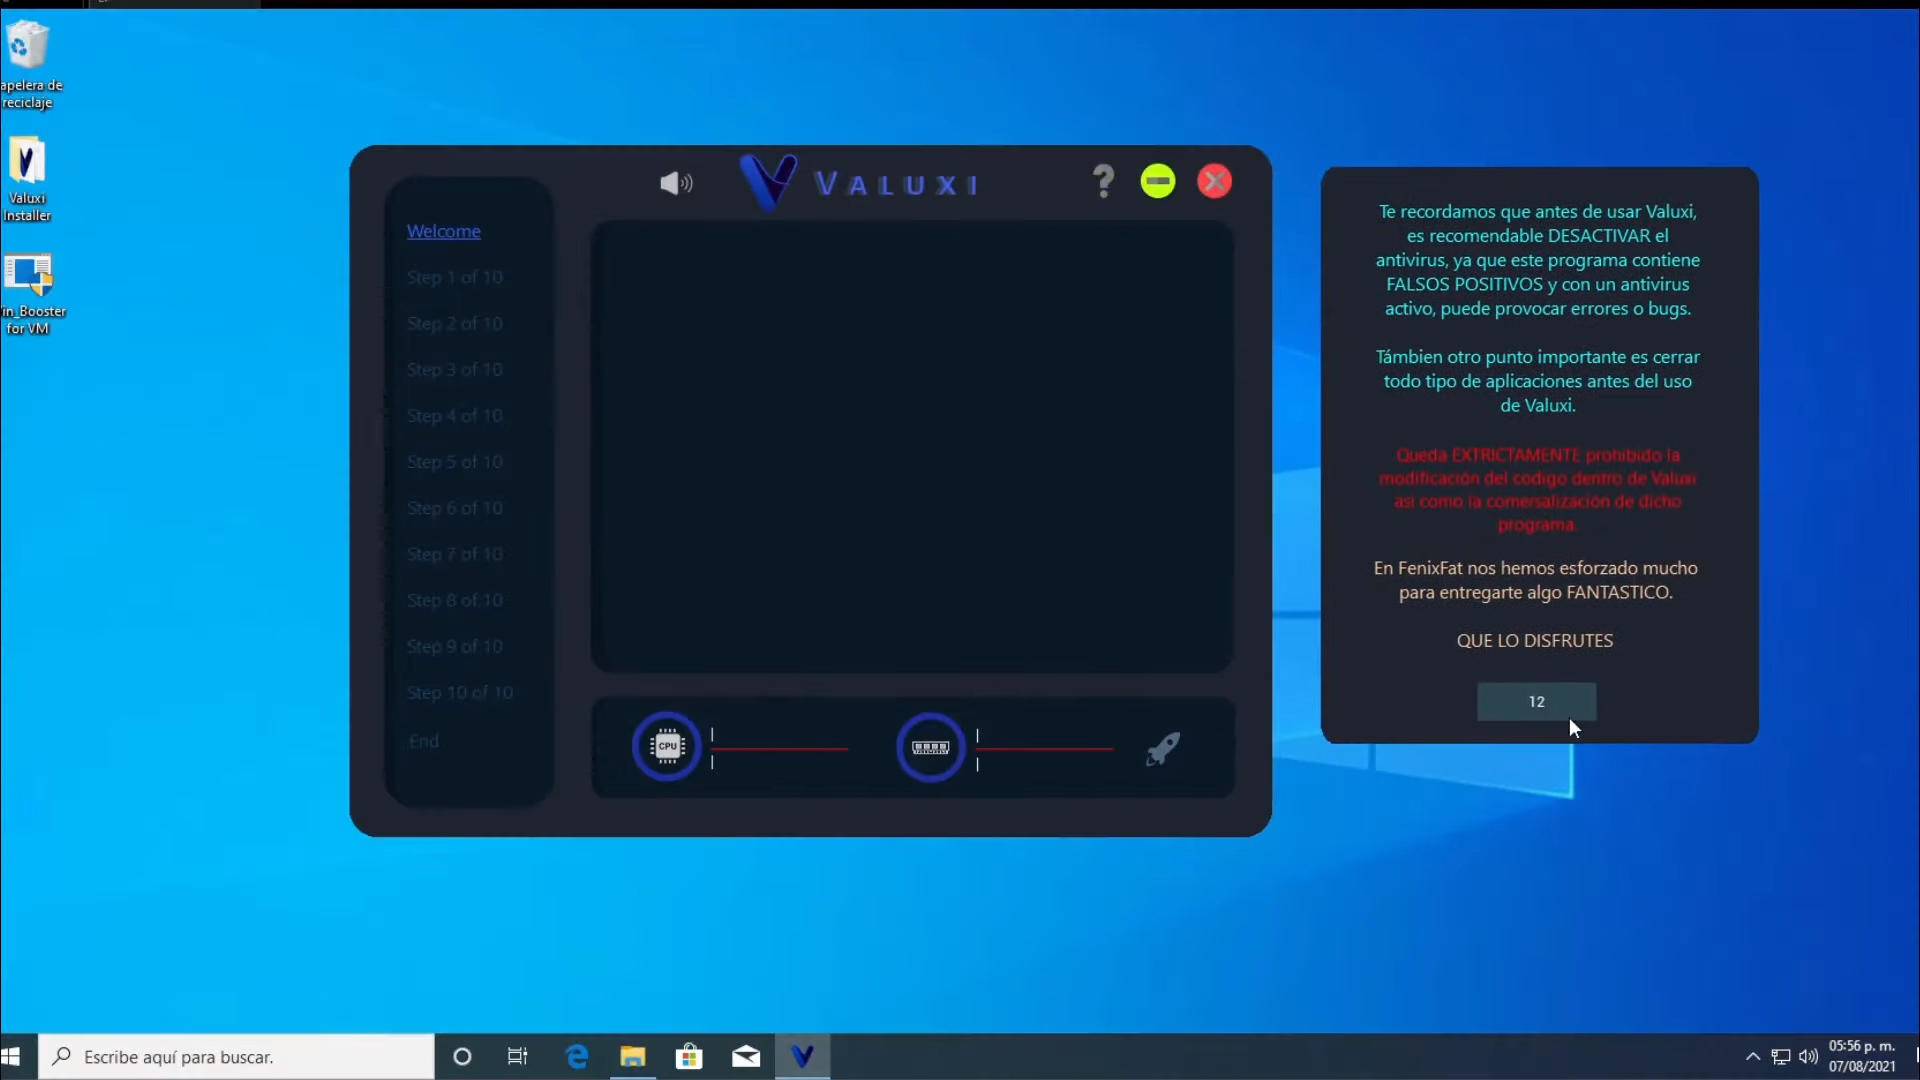 apelera de
reciclaje
Valuxi
Installer
in_Booster
for VM
VALUXI
Welcome
Step 1 of 10
Step 2 of 10
Step 3 of 10
Step 4 of 10
Step 5 of 10
Step 6 of 10
Step 7 of 10
Step 8 of 10
Step 9 of 10
Step 10 of 10
End
CPU
Te recordamos que antes de usar Valuxi,
es recomendable DESACTIVAR el
antivirus, ya que este programa contiene
FALSOS POSITIVOS y con un antivirus
activo, puede provocar errores o bugs.
Támbien otro punto importante es cerrar
todo tipo de aplicaciones antes del uso
de Valuxi.
Queda EXTRICTAMENTE prohibido la
modificación del codigo dentro de Valuxi
asi como la comersalización de dicho
programa.
En FenixFat nos hemos esforzado mucho
para entregarte algo FANTASTICO.
QUE LO DISFRUTES
12
Escribe aquí para buscar.
05:56 p. m.
07/08/2021